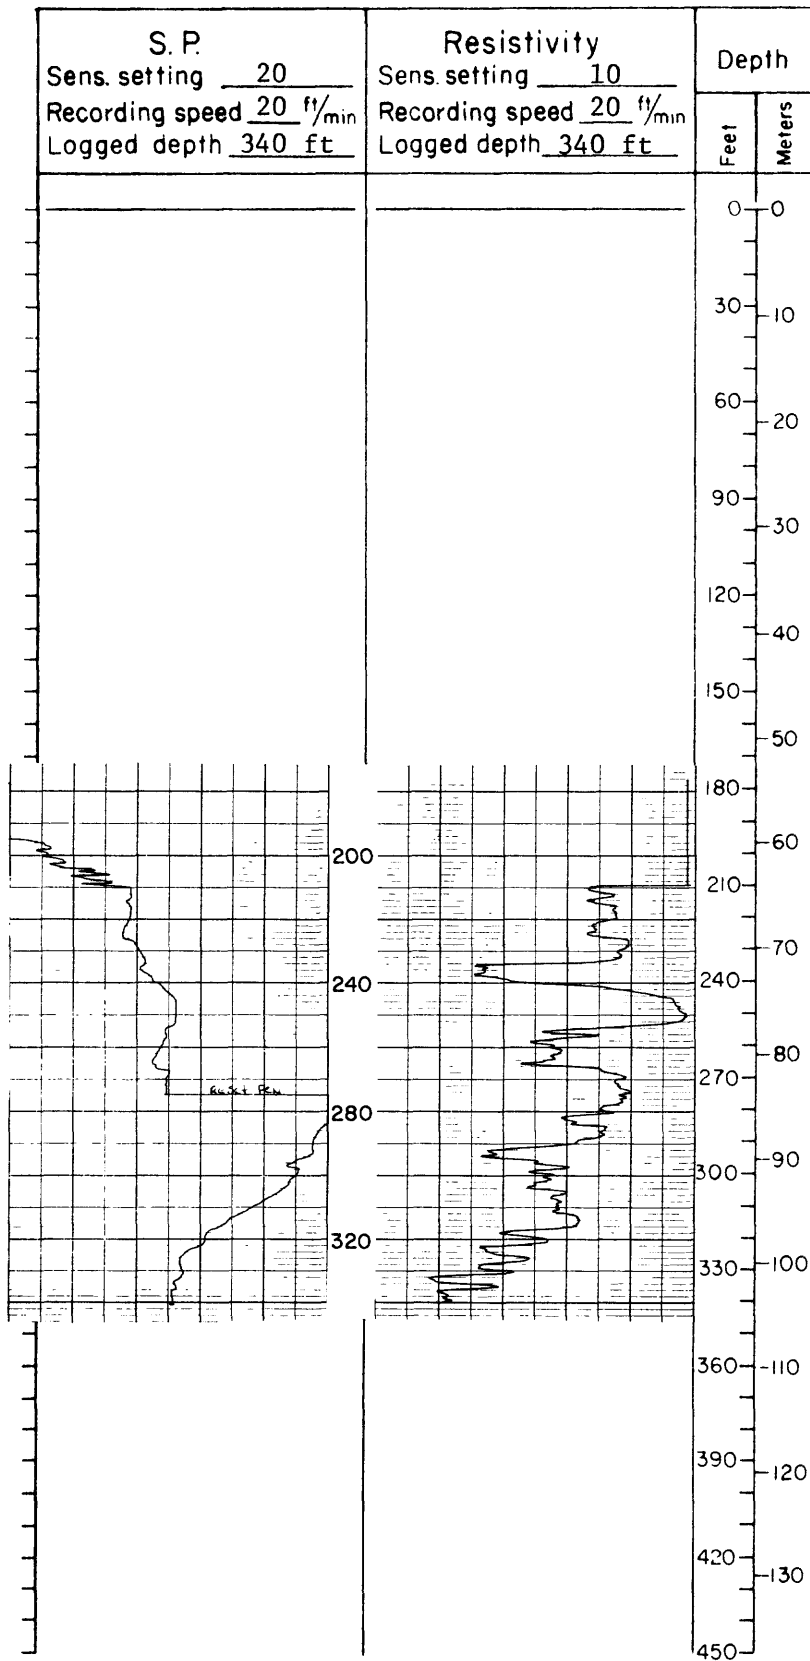 S. P.
Sens. setting 20
Recording speed 20 ft/min
Logged depth 340 ft
Resistivity
Sens. setting 10
Recording speed 20 ft/min
Logged depth 340 ft
Depth
Feet
Meters
0 0
30
10
60
20
90
30
120
40
150
50
180
60
200
210
70
240
240
80
270
RESET PEN
280
90
300
320
100
330
360
110
390
120
420
130
450